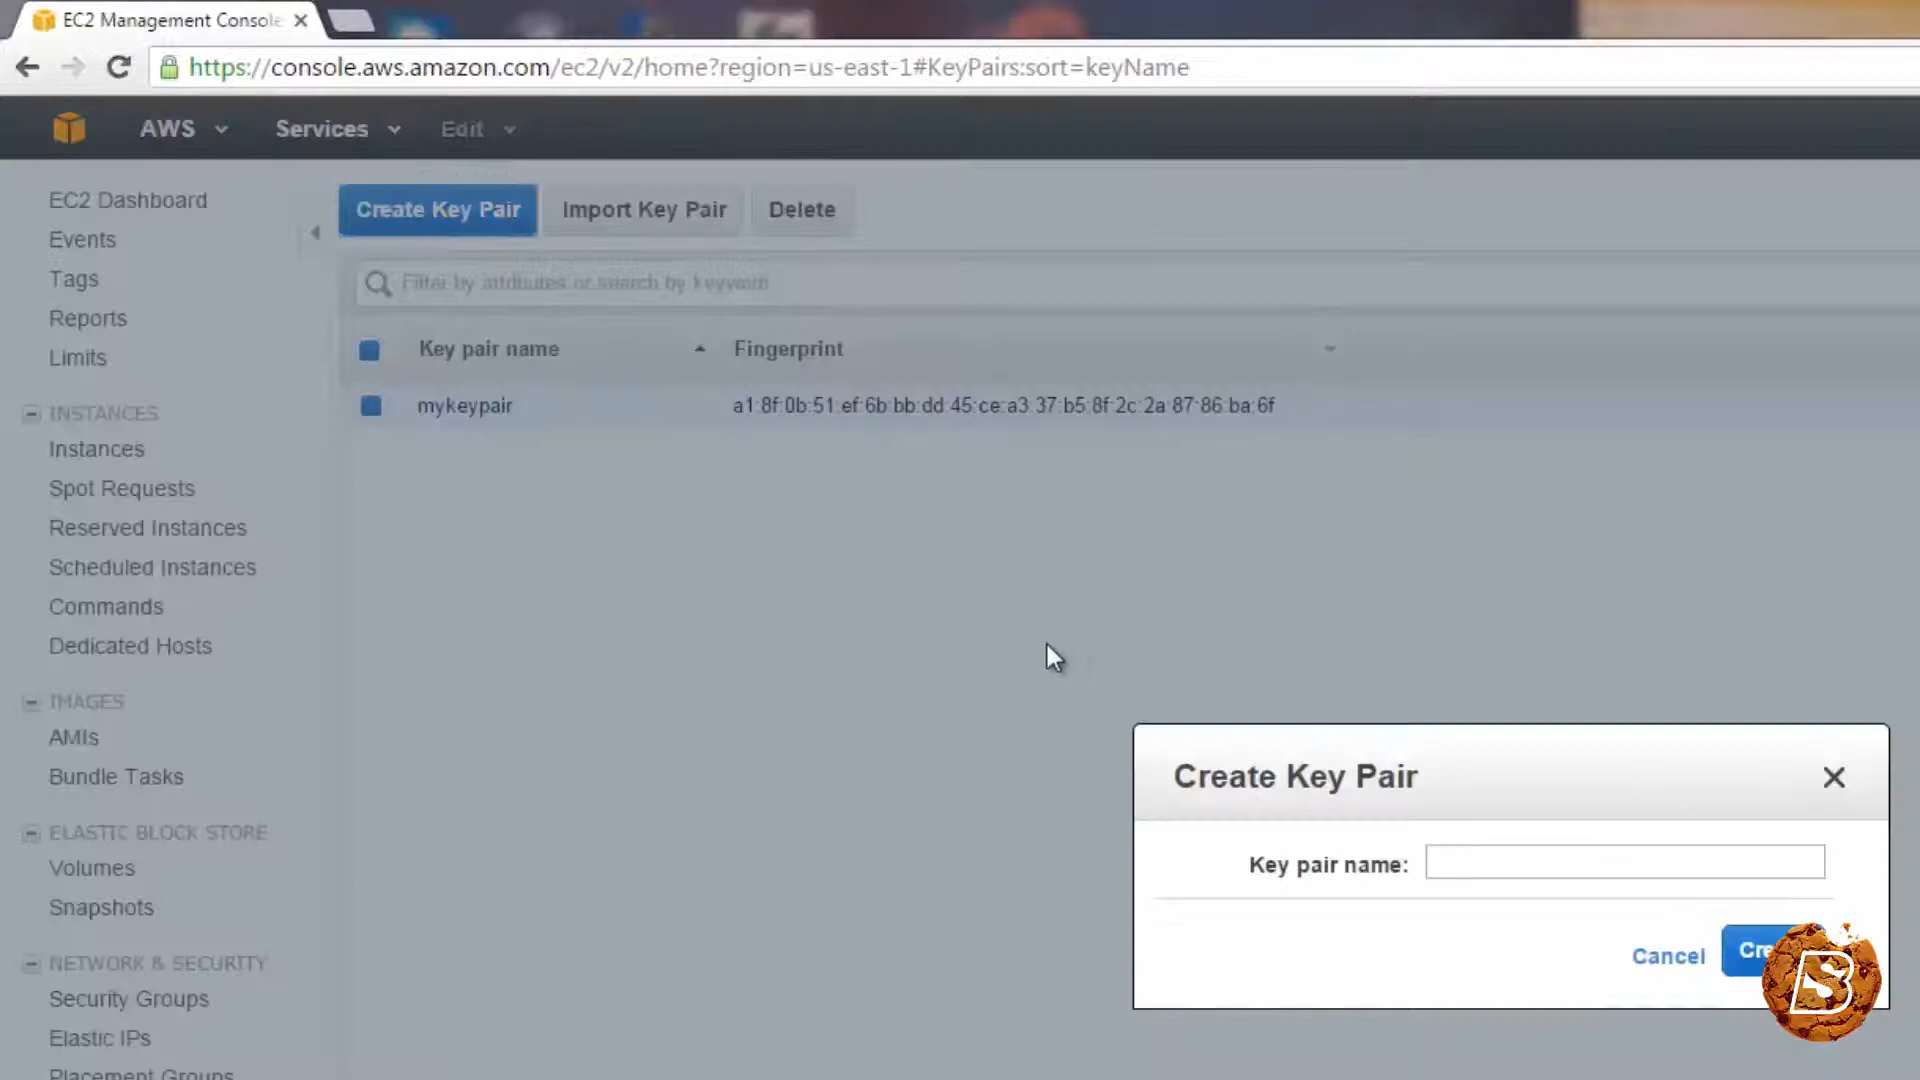 EC2 Management Console
https://console.aws.amazon.com/ec2/v2/home?region=us-east-1#KeyPairs:sort=keyName
AWS Services Edit
EC2 Dashboard
Events
Tags
Reports
Limits
INSTANCES
Instances
Spot Requests
Reserved Instances
Scheduled Instances
Commands
Dedicated Hosts
IMAGES
AMIs
Bundle Tasks
ELASTIC BLOCK STORE
Volumes
Snapshots
NETWORK & SECURITY
Security Groups
Elastic IPs
Placement Groups
Create Key Pair Import Key Pair Delete
Filter by attributes or search by keyword
Key pair name Fingerprint
mykeypair a1:8f:0b:51:ef:6b:bb:dd:45:ce:a3:37:b5:8f:2c:2a:87:86:ba:6f
Create Key Pair
Key pair name:
Cancel Cre
B